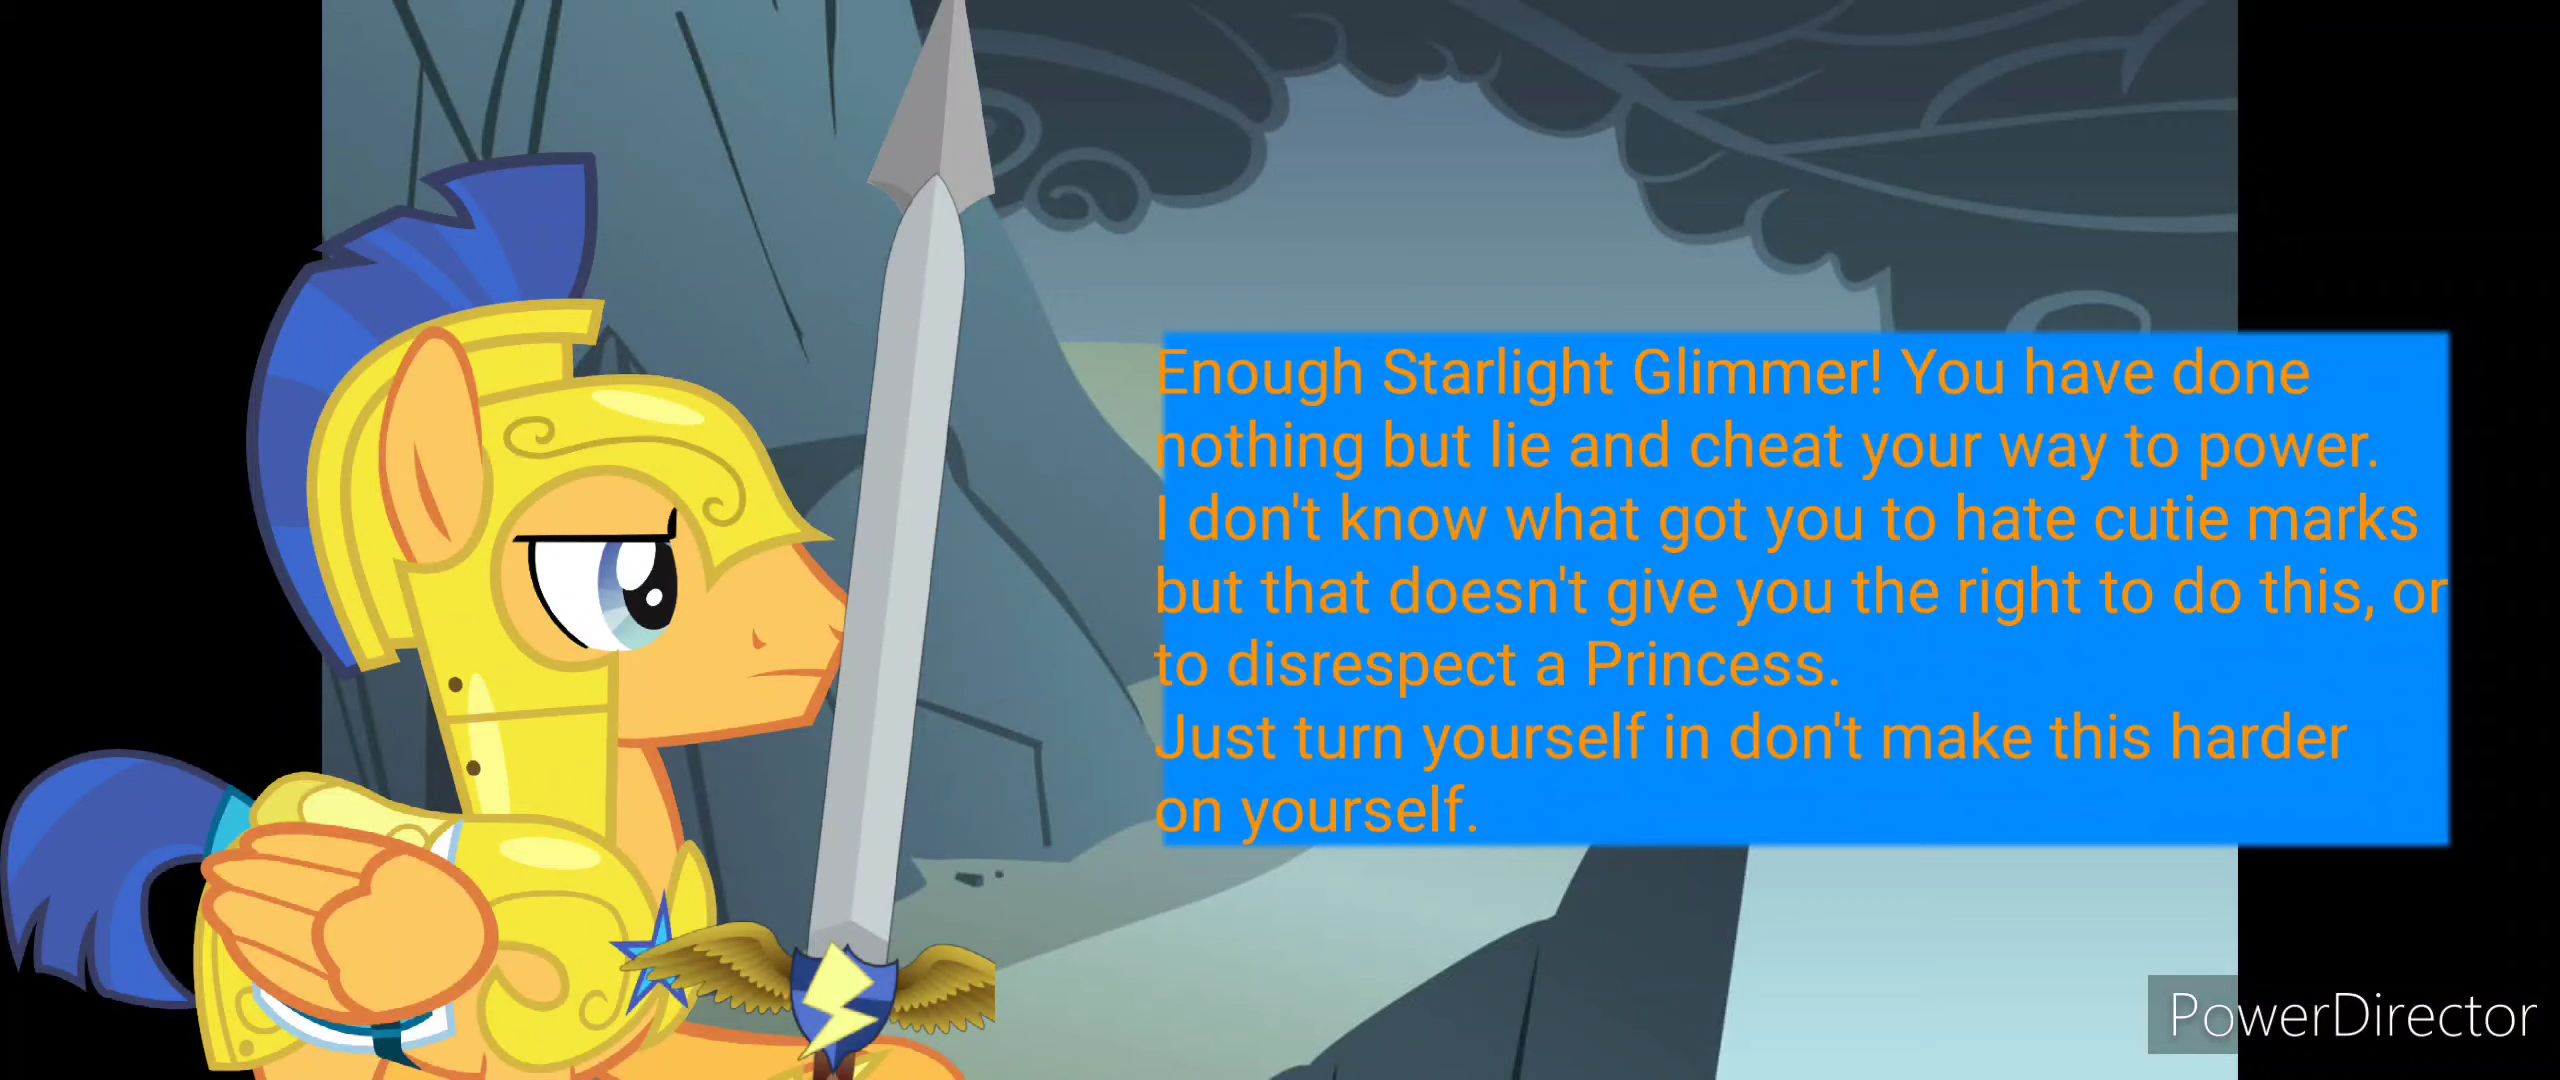 Enough Starlight Glimmer! You have done
nothing but lie and cheat your way to power.
I don't know what got you to hate cutie marks
but that doesn't give you the right to do this, or
to disrespect a Princess.
Just turn yourself in don't make this harder
on yourself.
PowerDirector